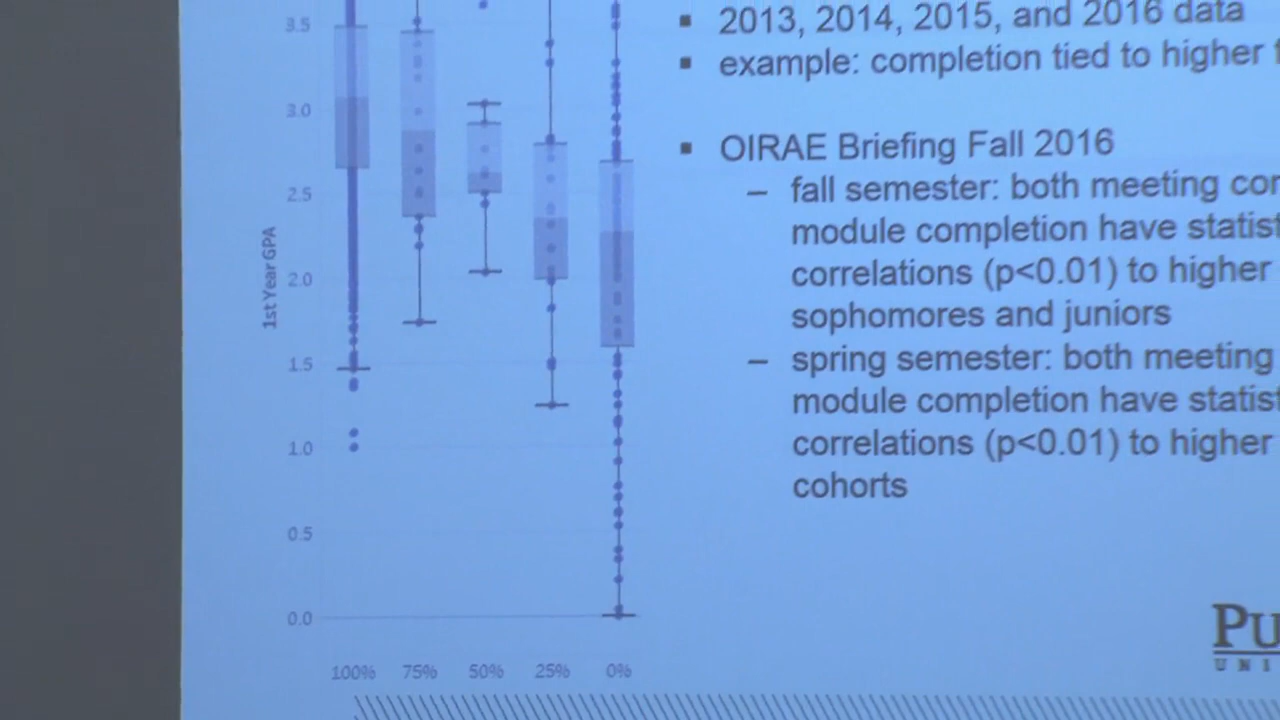 3.5
3.0
2.5
2.0
1.5
1.0
0.5
0.0
1st Year GPA
100% 75% 50% 25% 0%
▪ 2013, 2014, 2015, and 2016 data
▪ example: completion tied to higher
▪ OIRAE Briefing Fall 2016
– fall semester: both meeting
module completion have
correlations (p<0.01) to higher
sophomores and juniors
– spring semester: both meeting
module completion have
correlations (p<0.01) to higher
cohorts